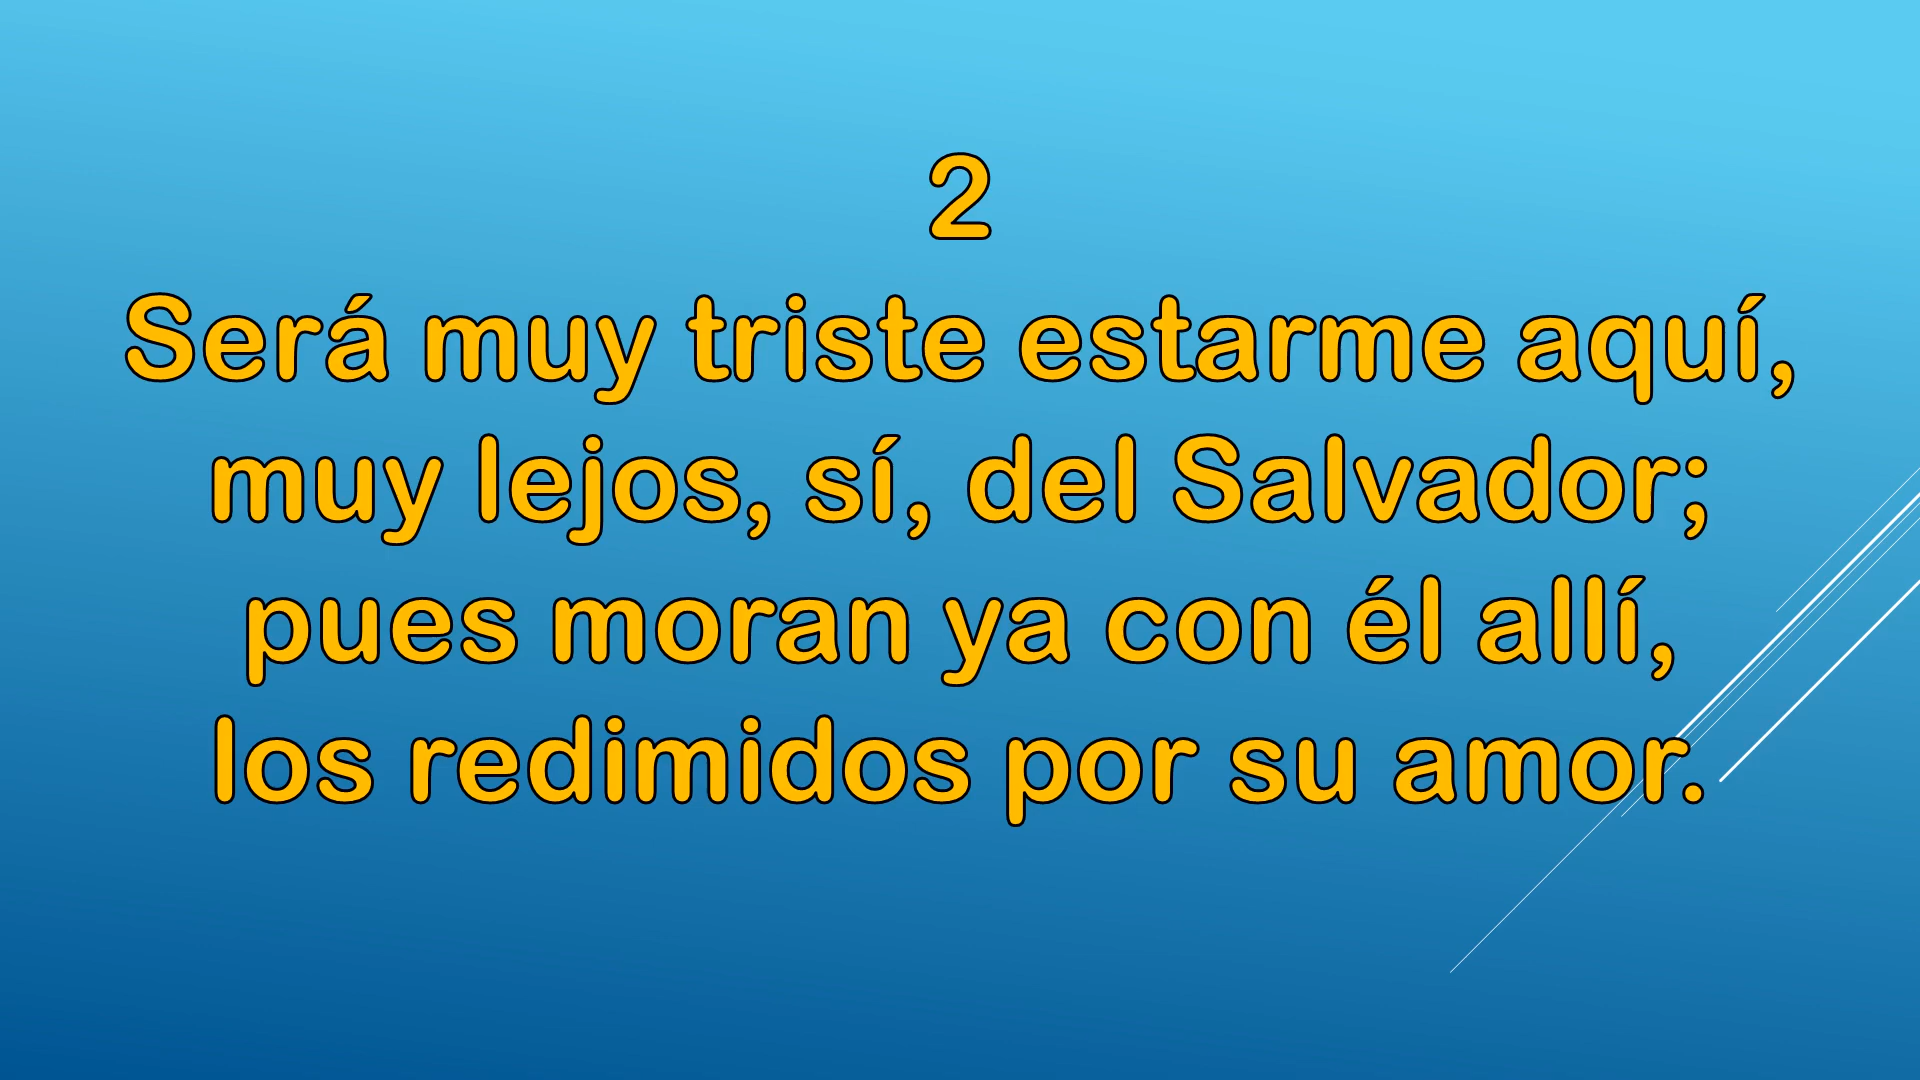 2
Será muy triste estarme aquí,
muy lejos, sí, del Salvador;
pues moran ya con él allí,
los redimidos por su amor.